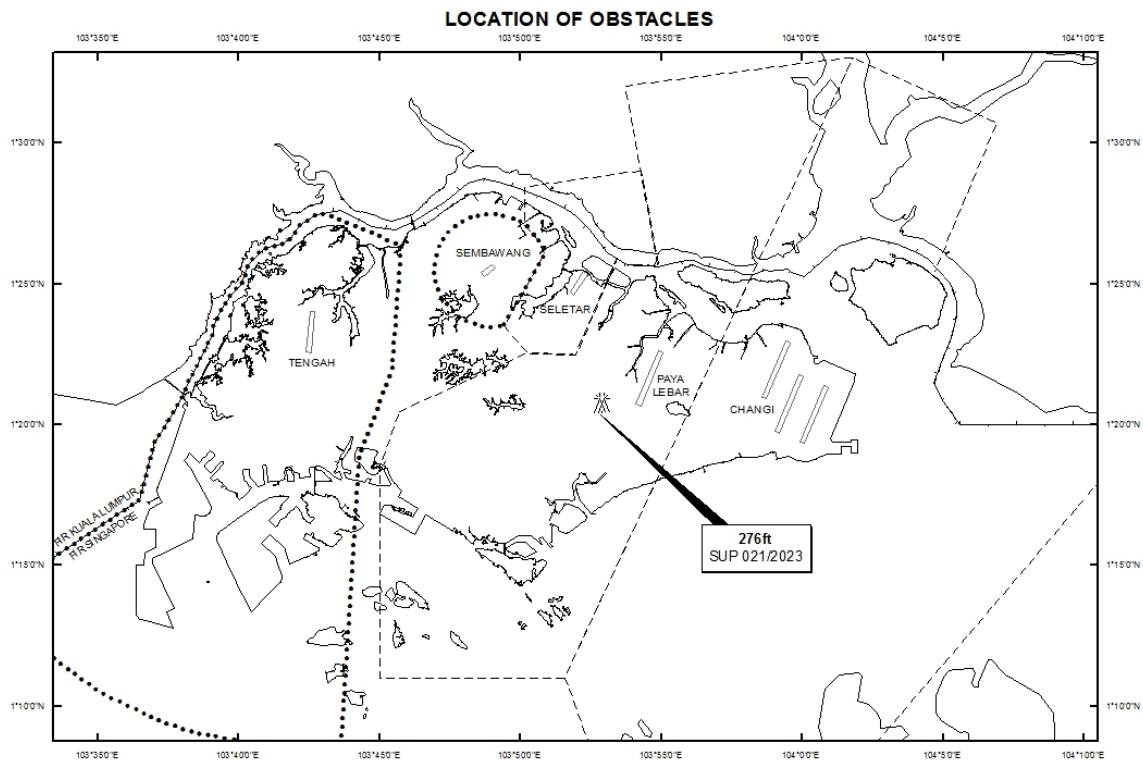 LOCATION OF OBSTACLES
103°35'0"E 103°40'0"E 103°45'0"E 103°50'0"E 103°55'0"E 104°0'0"E 104°5'0"E 104°10'0"E
1°30'0"N 1°30'0"N
SEMBAWANG
1°25'0"N 1°25'0"N
SELETAR
TENGAH
PAYA
LEBAR
CHANGI
1°20'0"N 1°20'0"N
FIR KUALA LUMPUR
FIR SINGAPORE
276ft
SUP 021/2023
1°15'0"N 1°15'0"N
1°10'0"N 1°10'0"N
103°35'0"E 103°40'0"E 103°45'0"E 103°50'0"E 103°55'0"E 104°0'0"E 104°5'0"E 104°10'0"E